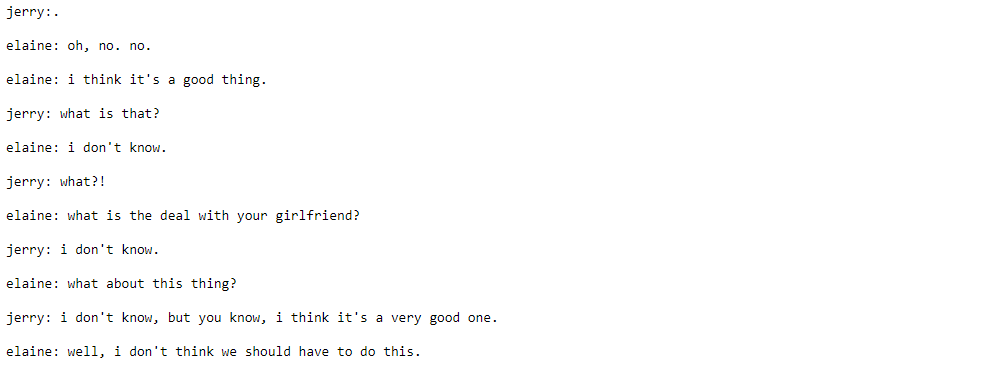 jerry:.
elaine: oh, no. no.
elaine: i think it's a good thing.
jerry: what is that?
elaine: i don't know.
jerry: what?!
elaine: what is the deal with your girlfriend?
jerry: i don't know.
elaine: what about this thing?
jerry: i don't know, but you know, i think it's a very good one.
elaine: well, i don't think we should have to do this.